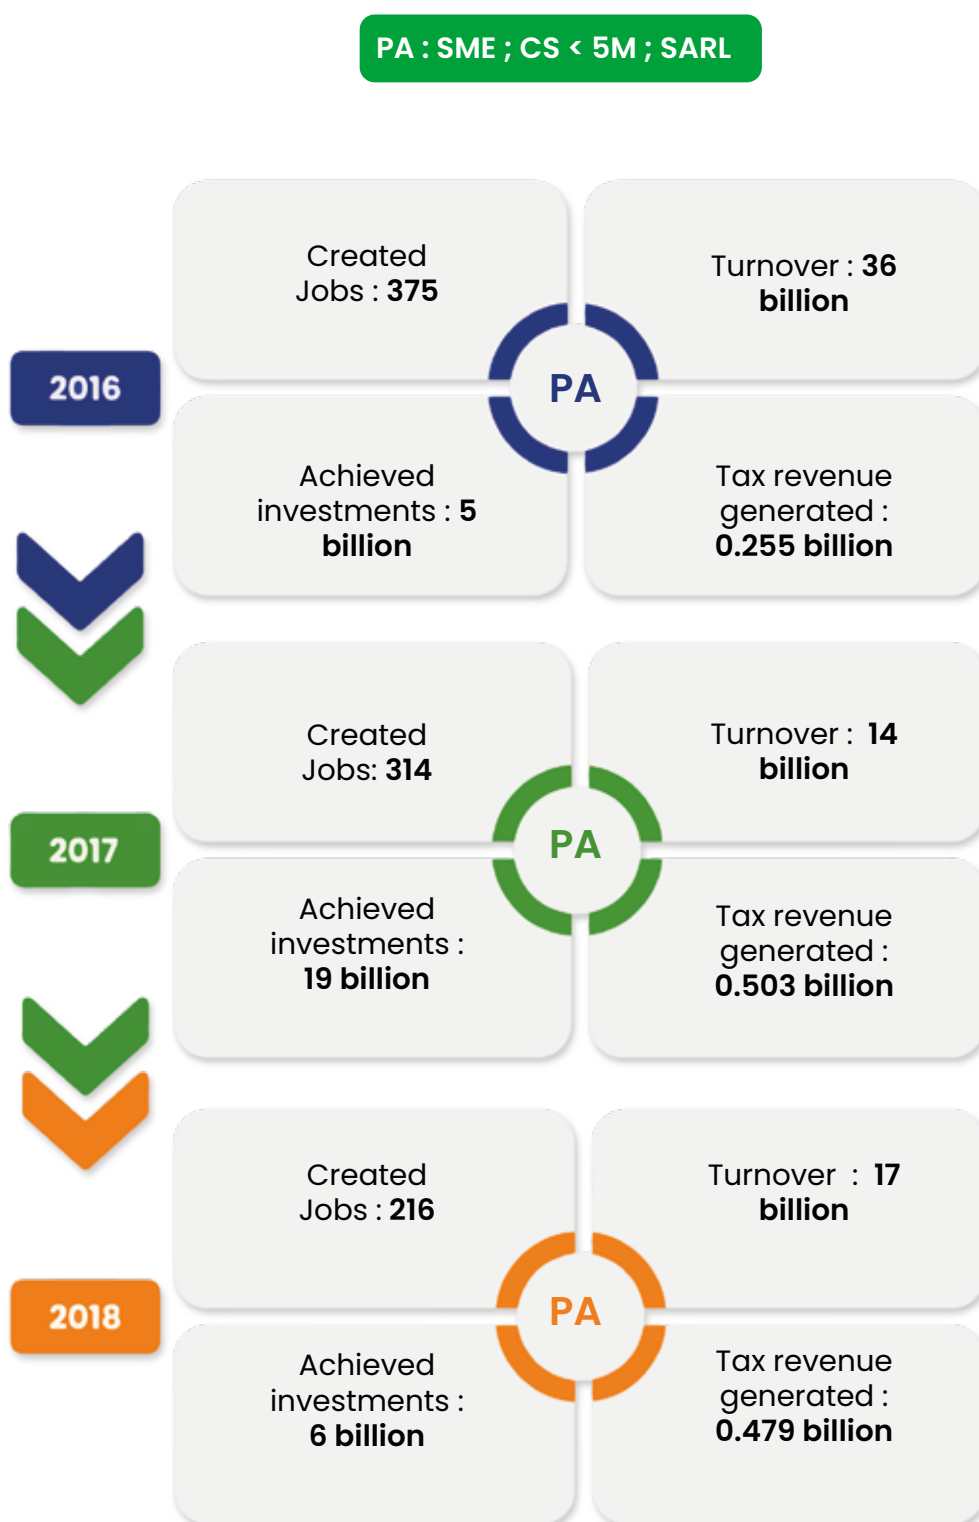 PA : SME ; CS < 5M ; SARL
Created
Jobs : 375
Turnover : 36
billion
2016
PA
Achieved
investments : 5
billion
Tax revenue
generated :
0.255 billion
Created
Jobs: 314
Turnover : 14
billion
2017
PA
Achieved
investments :
19 billion
Tax revenue
generated :
0.503 billion
Created
Jobs : 216
Turnover : 17
billion
2018
PA
Achieved
investments :
6 billion
Tax revenue
generated :
0.479 billion